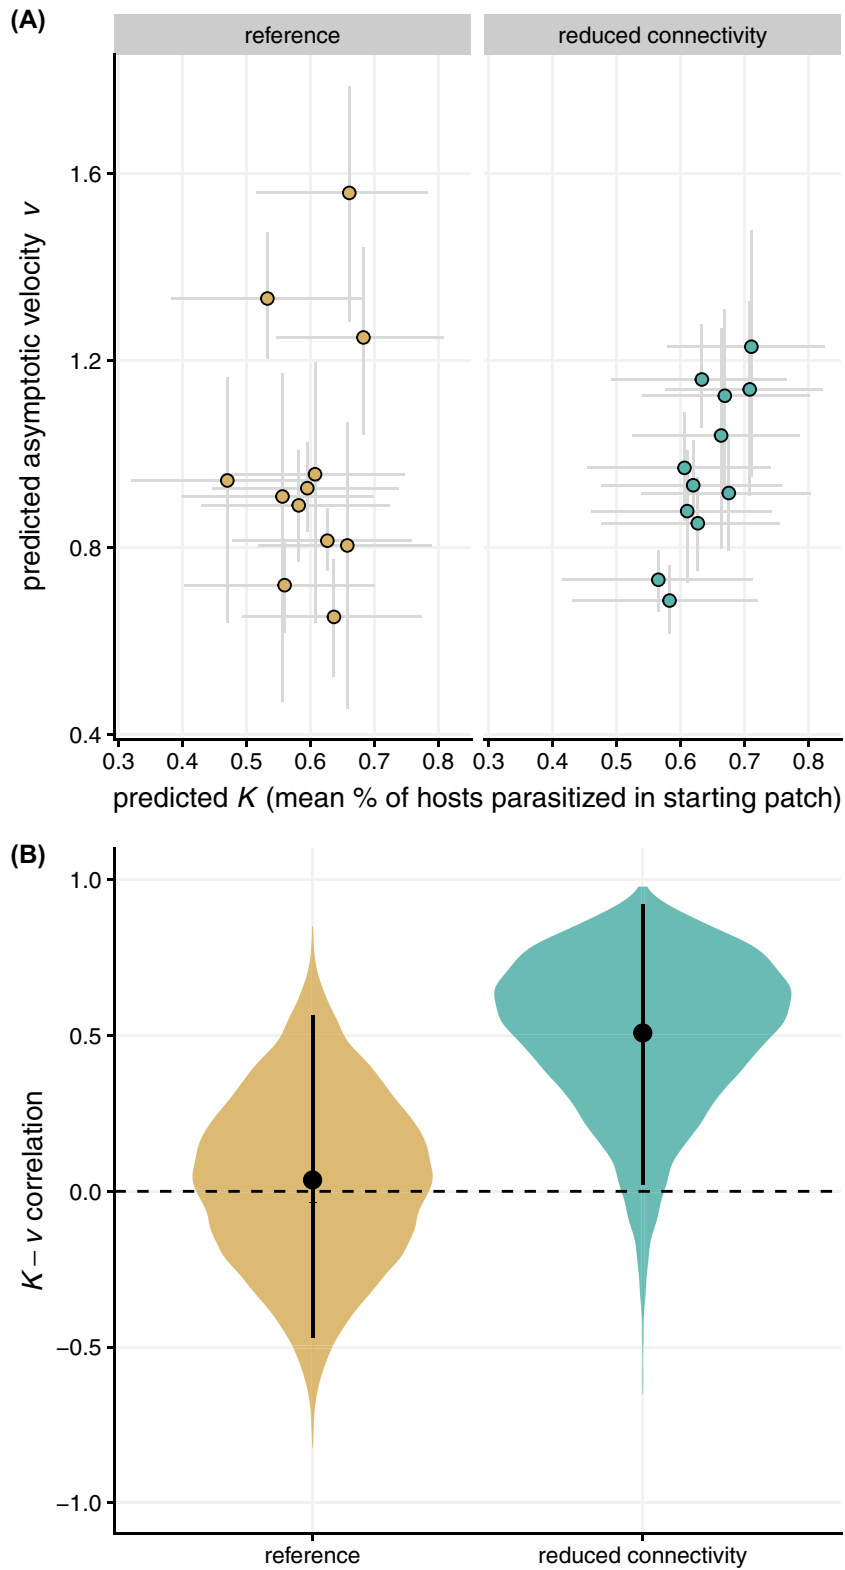 (A)
reference
reduced connectivity
predicted asymptotic velocity v
1.6
1.2
0.8
0.4
0.3 0.4 0.5 0.6 0.7 0.8 0.3 0.4 0.5 0.6 0.7 0.8
predicted K (mean % of hosts parasitized in starting patch)
(B)
K – v correlation
1.0
0.5
0.0
−0.5
−1.0
reference
reduced connectivity